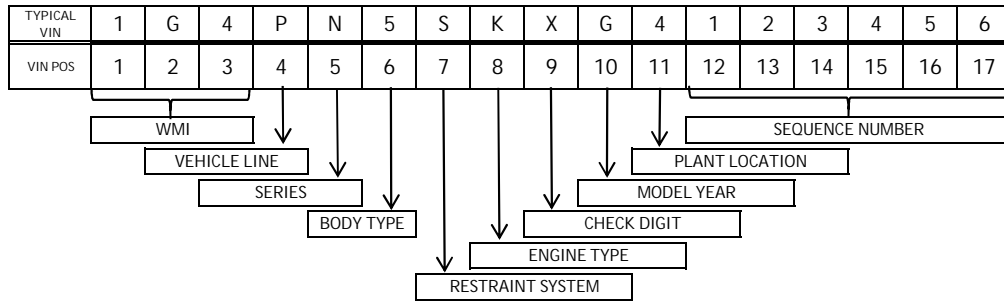 TYPICAL VIN 1 G 4 P N 5 S K X G 4 1 2 3 4 5 6
VIN POS 1 2 3 4 5 6 7 8 9 10 11 12 13 14 15 16 17
WMI SEQUENCE NUMBER
VEHICLE LINE PLANT LOCATION
SERIES MODEL YEAR
BODY TYPE CHECK DIGIT
ENGINE TYPE
RESTRAINT SYSTEM